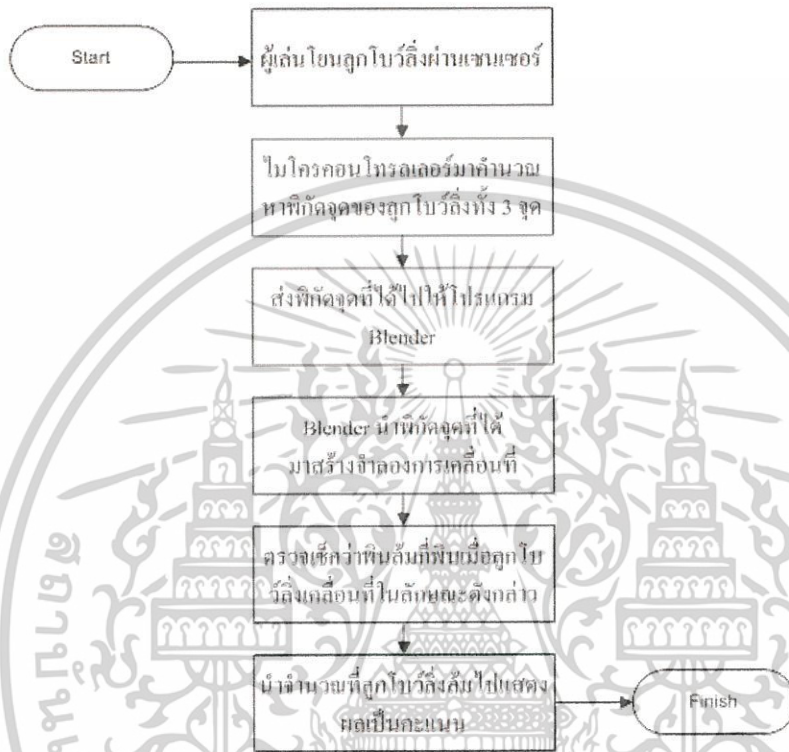 Start
ผู้เล่นโยนลูกโบว์ลิ่งผ่านเซนเซอร์
ไมโครคอนโทรลเลอร์มาคำนวณ
หาพิกัดจุดของลูกโบว์ลิ่งทั้ง 3 จุด
ส่งพิกัดจุดที่ได้ไปให้โปรแกรม
Blender
Blender นำพิกัดจุดที่ได้
มาสร้างจำลองการเคลื่อนที่
ตรวจเช็คว่าพินล้มกี่พินเมื่อลูกโบ
ว์ลิ่งเคลื่อนที่ในลักษณะดังกล่าว
นำจำนวนที่ลูกโบว์ลิ่งล้มไปแสดง
ผลเป็นคะแนน
Finish
สถาบัน